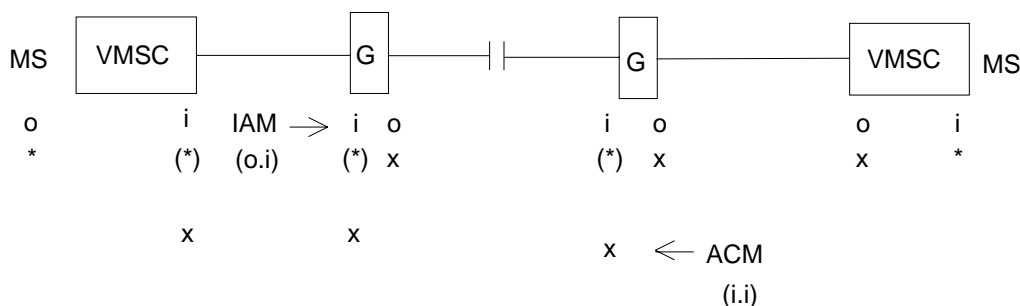 MS VMSC G G VMSC MS
o i IAM i o i o o i
* (*) (o.i) (*) x (*) x x *
x x x ACM
(i.i)